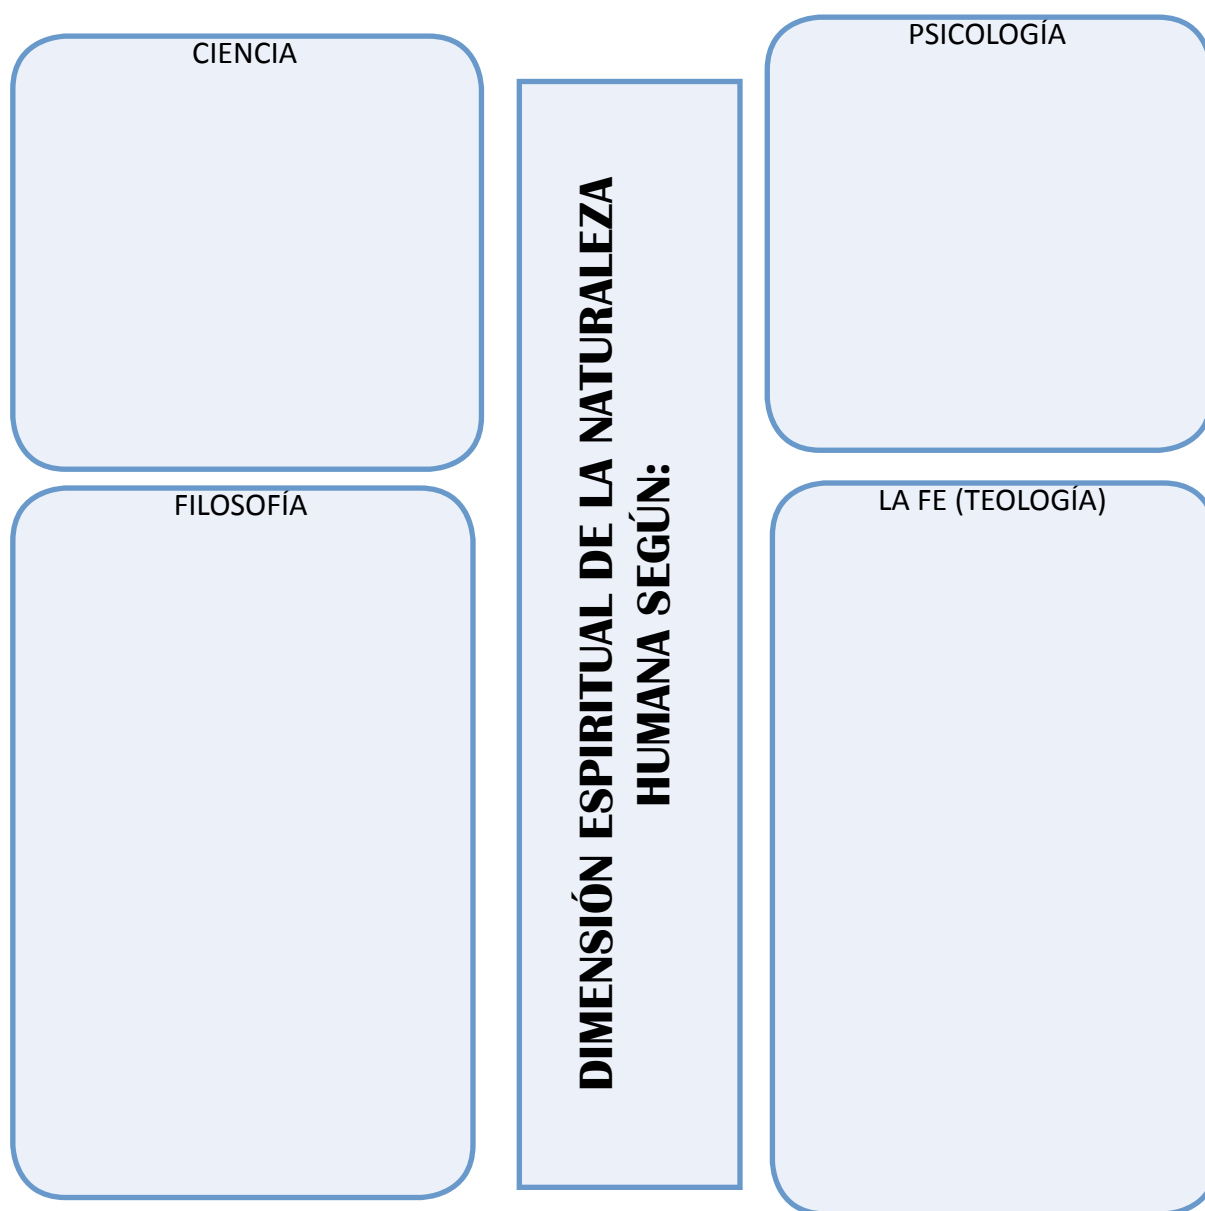 CIENCIA
PSICOLOGÍA
DIMENSIÓN ESPIRITUAL DE LA NATURALEZA
HUMANA SEGÚN:
FILOSOFÍA
LA FE (TEOLOGÍA)